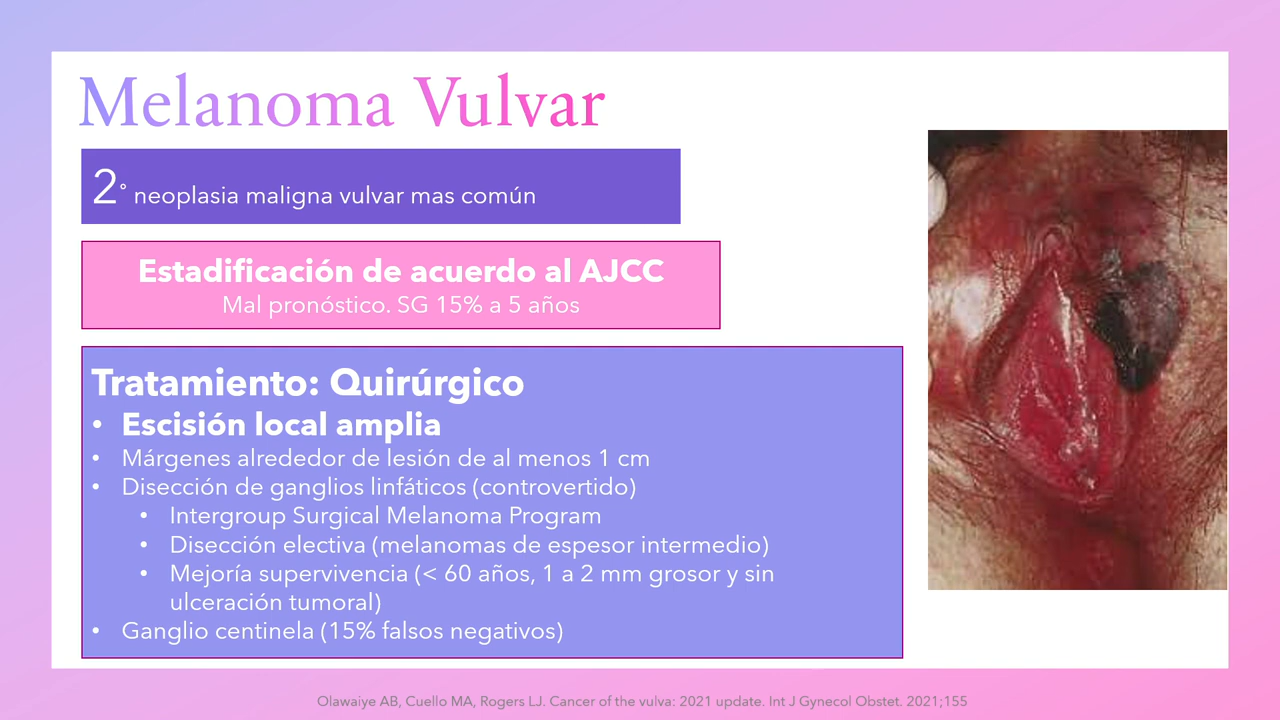 Melanoma Vulvar
2° neoplasia maligna vulvar mas común
Estadificación de acuerdo al AJCC
Mal pronóstico. SG 15% a 5 años
Tratamiento: Quirúrgico
• Escisión local amplia
• Márgenes alrededor de lesión de al menos 1 cm
• Disección de ganglios linfáticos (controvertido)
• Intergroup Surgical Melanoma Program
• Disección electiva (melanomas de espesor intermedio)
• Mejoría supervivencia (< 60 años, 1 a 2 mm grosor y sin
ulceración tumoral)
• Ganglio centinela (15% falsos negativos)
Olawaiye AB, Cuello MA, Rogers LJ. Cancer of the vulva: 2021 update. Int J Gynecol Obstet. 2021;155